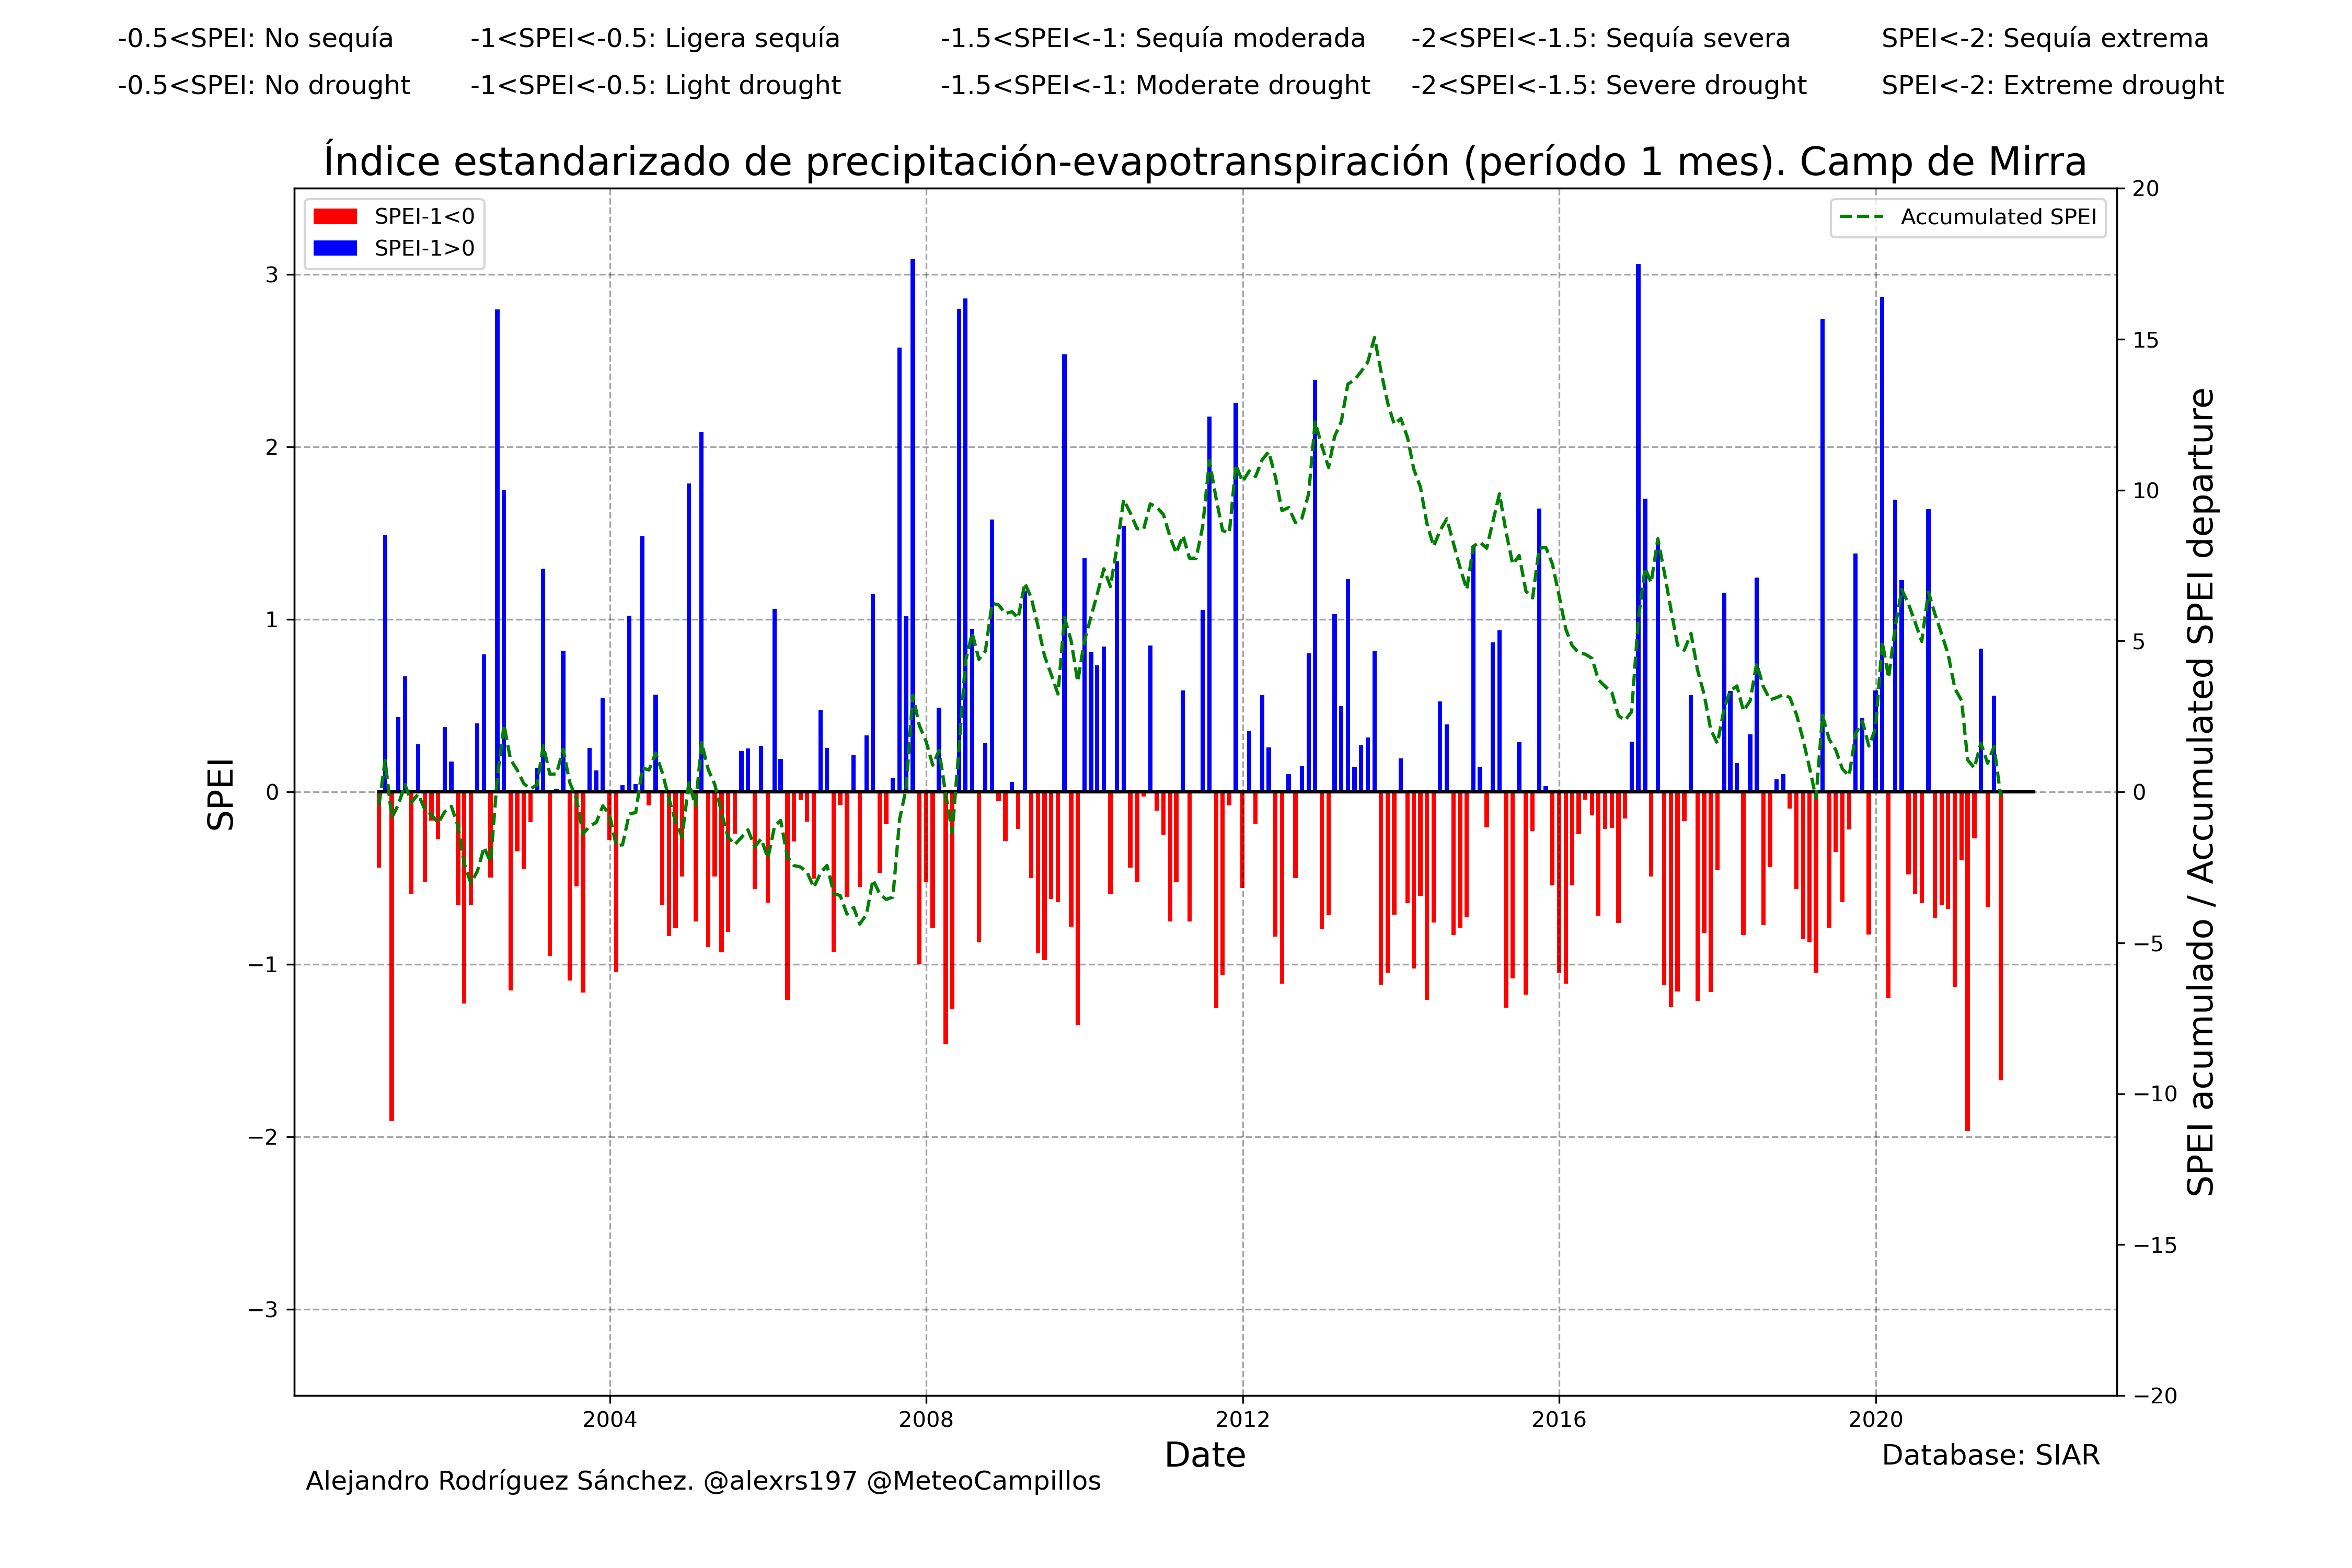 -0.5<SPEI: No sequía
-1<SPEI<-0.5: Ligera sequía
-1.5<SPEI<-1: Sequía moderada
-2<SPEI<-1.5: Sequía severa
SPEI<-2: Sequía extrema
-0.5<SPEI: No drought
-1<SPEI<-0.5: Light drought
-1.5<SPEI<-1: Moderate drought
-2<SPEI<-1.5: Severe drought
SPEI<-2: Extreme drought
Índice estandarizado de precipitación-evapotranspiración (período 1 mes). Camp de Mirra
SPEI-1<0
SPEI-1>0
Accumulated SPEI
SPEI
3
2
1
0
−1
−2
−3
20
15
10
5
0
−5
−10
−15
−20
SPEI acumulado / Accumulated SPEI departure
2004
2008
2012
2016
2020
Date
Database: SIAR
Alejandro Rodríguez Sánchez. @alexrs197 @MeteoCampillos